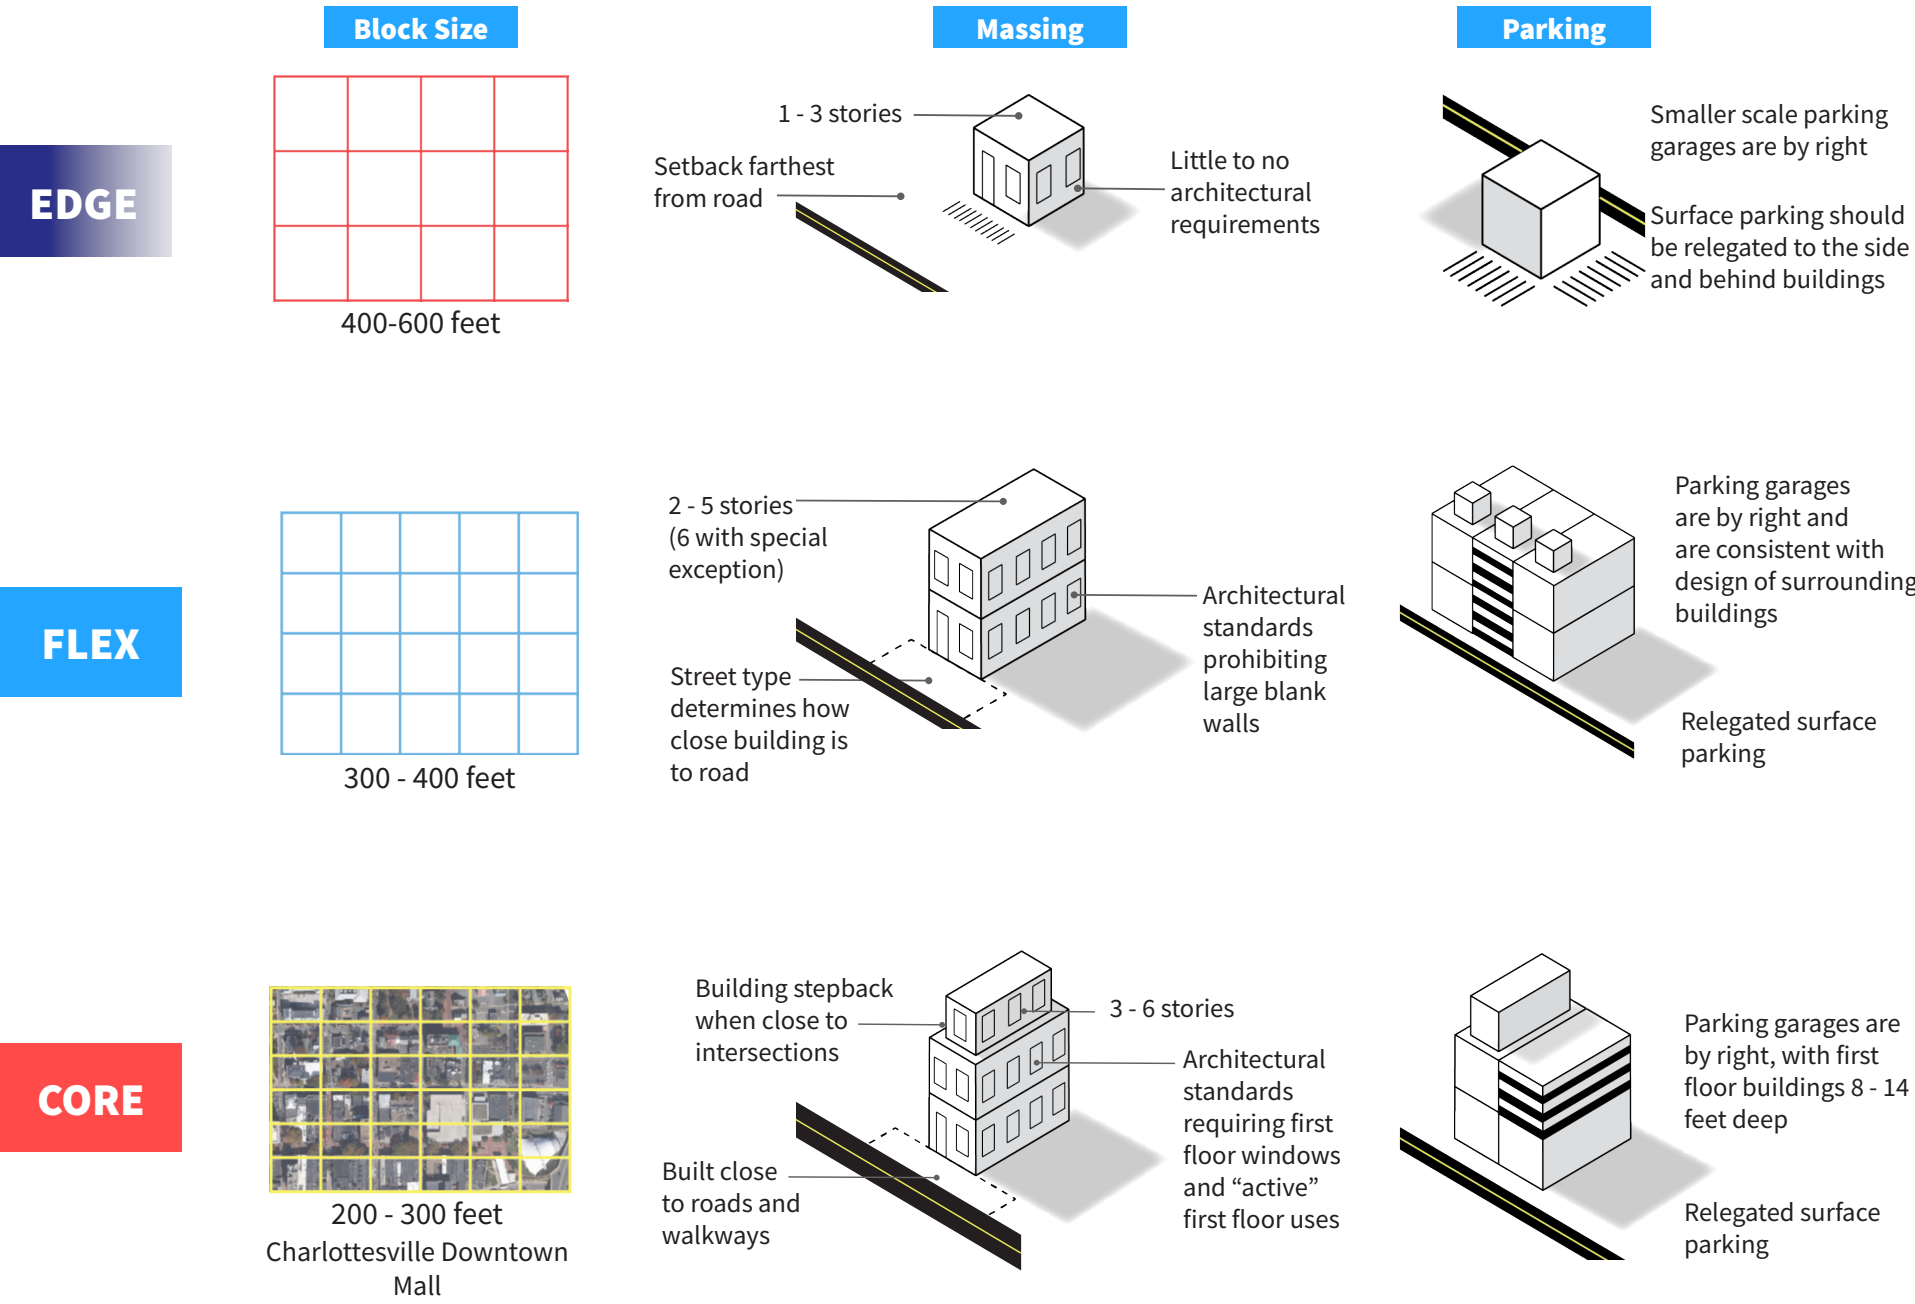 Block Size
Massing
Parking
EDGE
400-600 feet
1 - 3 stories
Setback farthest
from road
Little to no
architectural
requirements
Smaller scale parking
garages are by right
Surface parking should
be relegated to the side
and behind buildings
FLEX
300 - 400 feet
2 - 5 stories
(6 with special
exception)
Street type
determines how
close building is
to road
Architectural
standards
prohibiting
large blank
walls
Parking garages
are by right and
are consistent with
design of surrounding
buildings
Relegated surface
parking
CORE
200 - 300 feet
Charlottesville Downtown
Mall
Building stepback
when close to
intersections
3 - 6 stories
Architectural
standards
requiring first
floor windows
and “active”
first floor uses
Built close
to roads and
walkways
Parking garages are
by right, with first
floor buildings 8 - 14
feet deep
Relegated surface
parking